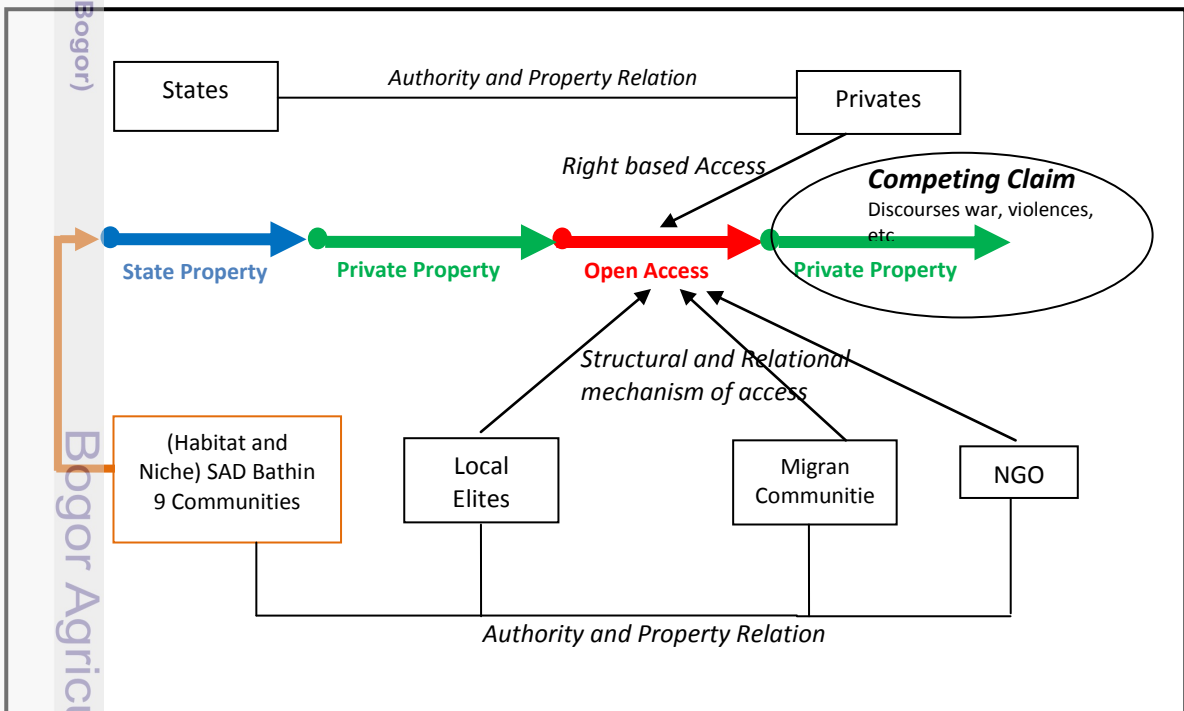 Bogor)
Authority and Property Relation
States
Privates
Right based Access
Competing Claim
Discourses war, violences,
etc
State Property
Private Property
Open Access
Private Property
Structural and Relational
mechanism of access
(Habitat and
Niche) SAD Bathin
9 Communities
Local
Elites
Migran
Communitie
NGO
Authority and Property Relation
Bogor Agricu